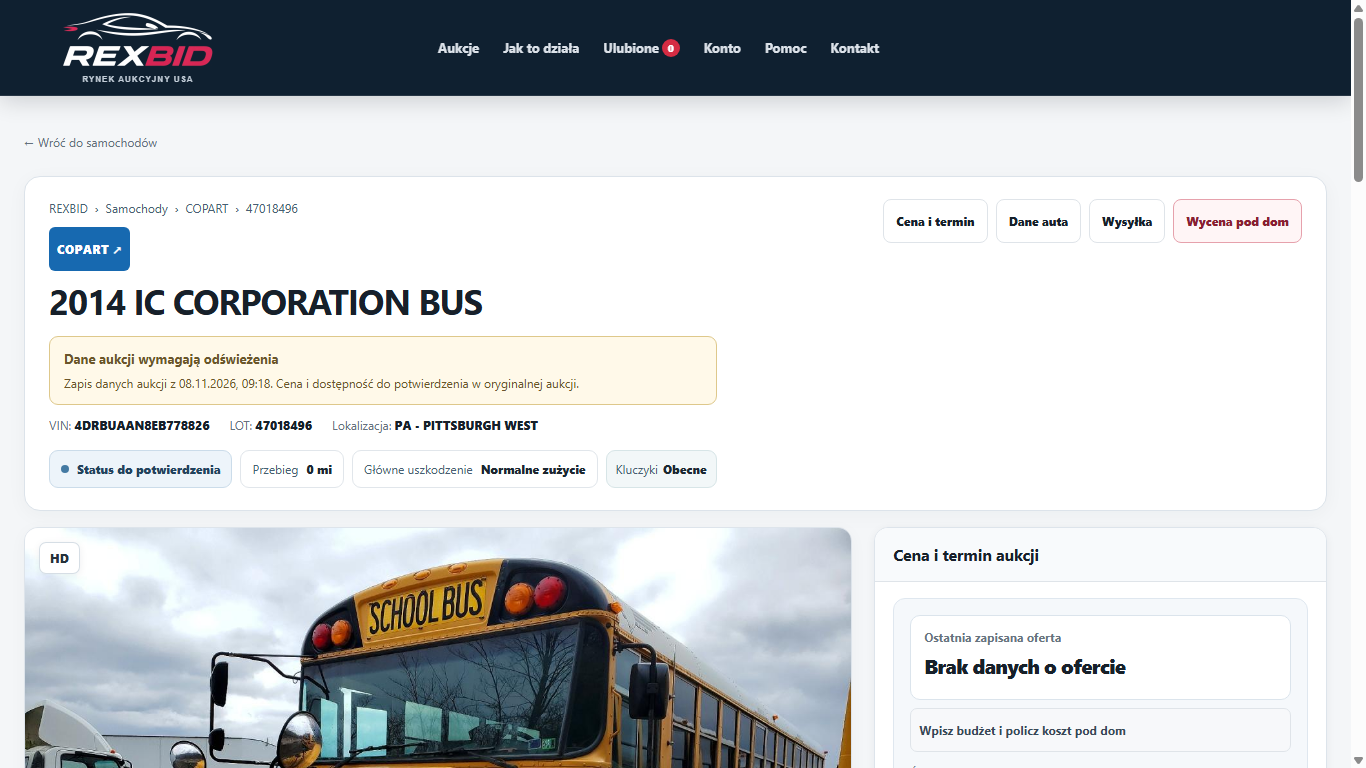 REXBID
RYNEK AUKCYJNY USA
Aukcje
Jak to działa
Ulubione 0
Konto
Pomoc
Kontakt
← Wróć do samochodów
REXBID › Samochody › COPART › 47018496
Cena i termin
Dane auta
Wysyłka
Wycena pod dom
COPART ↗
2014 IC CORPORATION BUS
Dane aukcji wymagają odświeżenia
Zapis danych aukcji z 08.11.2026, 09:18. Cena i dostępność do potwierdzenia w oryginalnej aukcji.
VIN: 4DRBUAAN8EB778826 LOT: 47018496 Lokalizacja: PA - PITTSBURGH WEST
Status do potwierdzenia
Przebieg 0 mi
Główne uszkodzenie Normalne zużycie
Kluczyki Obecne
HD
SCHOOL BUS
Cena i termin aukcji
Ostatnia zapisana oferta
Brak danych o ofercie
Wpisz budżet i policz koszt pod dom